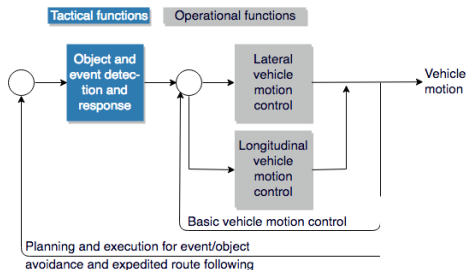 Tactical functions
Operational functions
Object and
event detec-
tion and
response
Lateral
vehicle
motion
control
Vehicle
motion
Longitudinal
vehicle
motion
control
Basic vehicle motion control
Planning and execution for event/object
avoidance and expedited route following